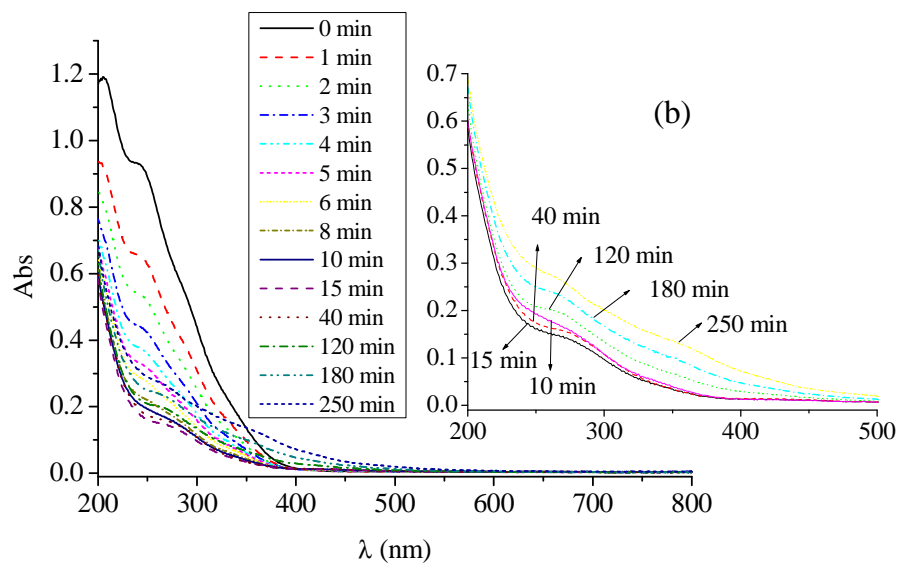 0 min
1 min
2 min
3 min
4 min
5 min
6 min
8 min
10 min
15 min
40 min
120 min
180 min
250 min
1.2
1.0
0.8
0.6
0.4
0.2
0.0
Abs
200 300 400 500 600 700 800
λ (nm)
(b)
0.7
0.6
0.5
0.4
0.3
0.2
0.1
0.0
40 min
120 min
180 min
250 min
15 min
10 min
200 300 400 500